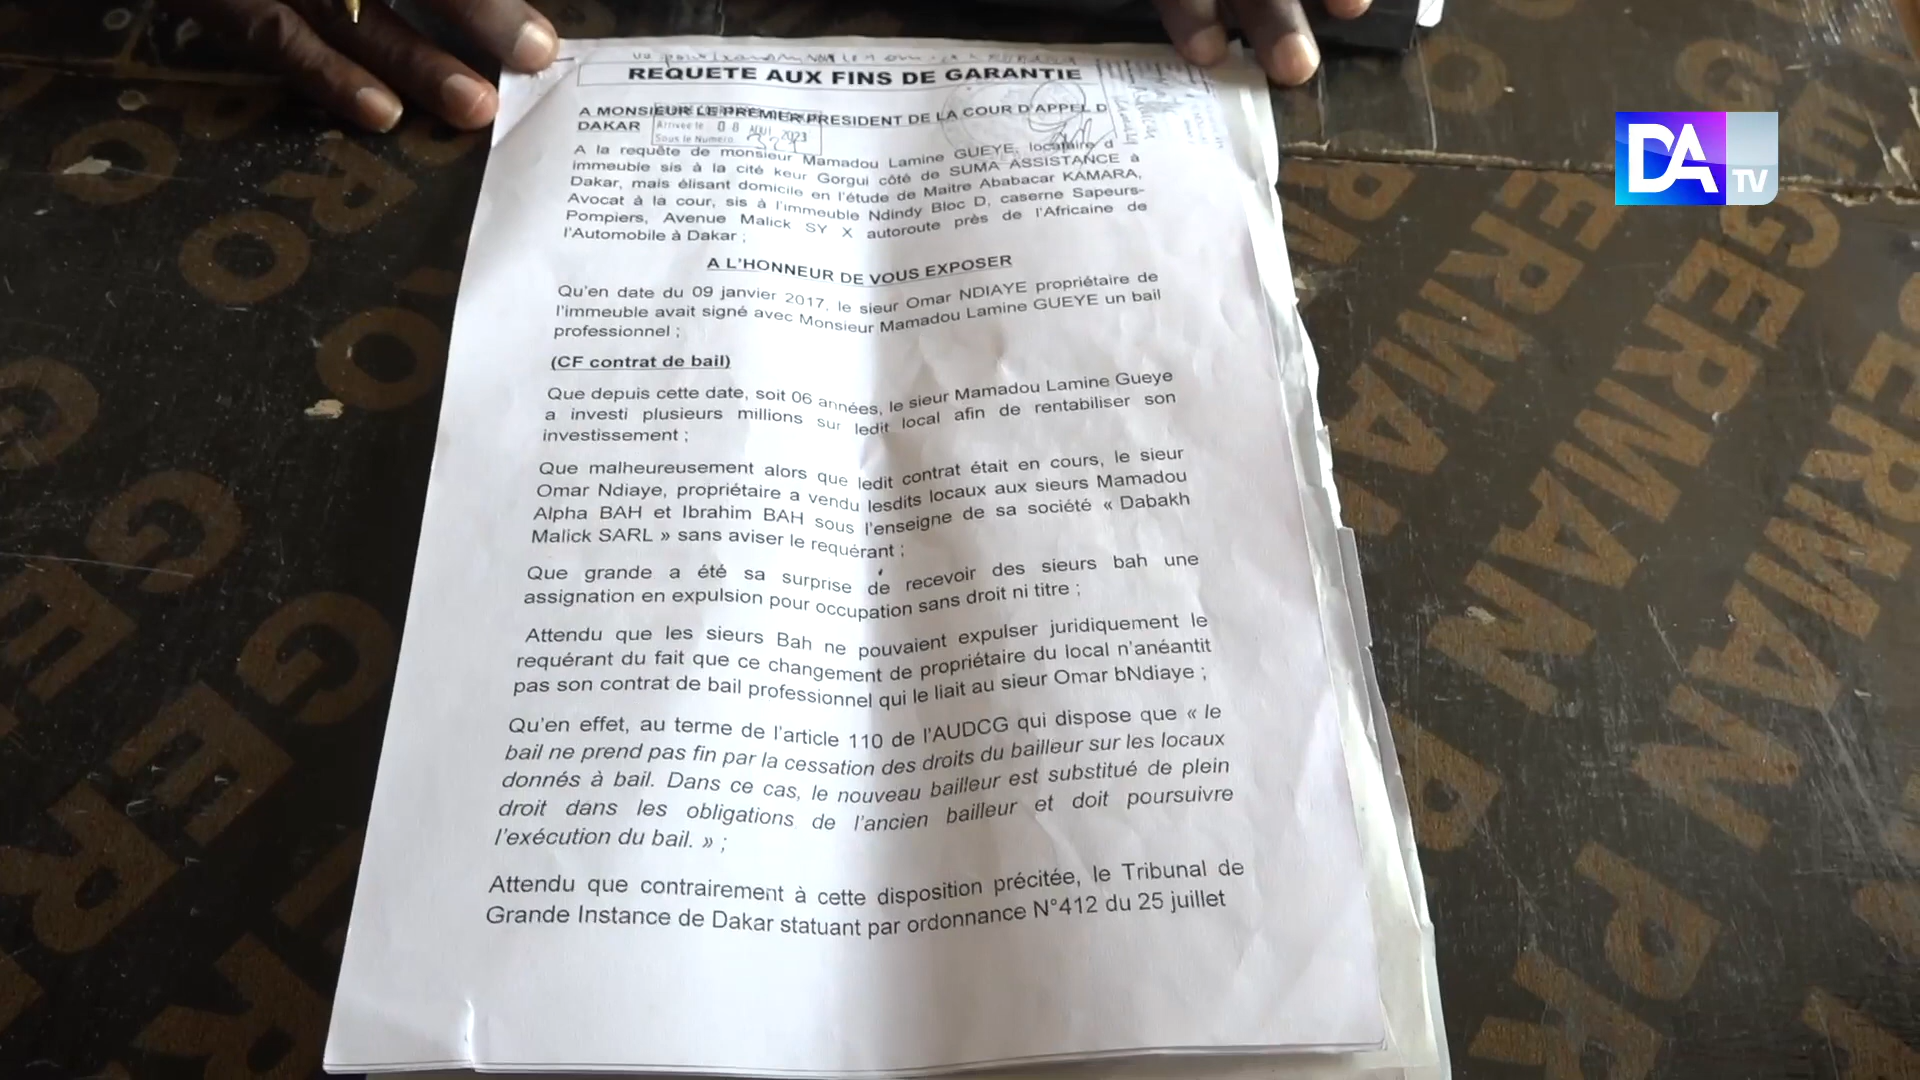 REQUETE AUX FINS DE GARANTIE
A MONSIEUR LE PREMIER PRESIDENT DE LA COUR D'APPEL D
DAKAR
Arrivée le 08 AOUT 2023
Sous le Numero
A la requête de monsieur Mamadou Lamine GUEYE, locataire d
immeuble sis à la cité keur Gorgui côté de SUMA ASSISTANCE à
Dakar, mais élisant domicile en l'étude de Maitre Ababacar KAMARA,
Avocat à la cour, sis à l'immeuble Ndindy Bloc D, caserne Sapeurs-
Pompiers, Avenue Malick SY X autoroute près de l'Africaine de
l'Automobile à Dakar ;
A L'HONNEUR DE VOUS EXPOSER
Qu'en date du 09 janvier 2017, le sieur Omar NDIAYE propriétaire de
l'immeuble avait signé avec Monsieur Mamadou Lamine GUEYE un bail
professionnel ;
(CF contrat de bail)
Que depuis cette date, soit 06 années, le sieur Mamadou Lamine Gueye
a investi plusieurs millions sur ledit local afin de rentabiliser son
investissement ;
Que malheureusement alors que ledit contrat était en cours, le sieur
Omar Ndiaye, propriétaire a vendu lesdits locaux aux sieurs Mamadou
Alpha BAH et Ibrahim BAH sous l'enseigne de sa société « Dabakh
Malick SARL » sans aviser le requérant ;
Que grande a été sa surprise de recevoir des sieurs bah une
assignation en expulsion pour occupation sans droit ni titre ;
Attendu que les sieurs Bah ne pouvaient expulser juridiquement le
requérant du fait que ce changement de propriétaire du local n'anéantit
pas son contrat de bail professionnel qui le liait au sieur Omar bNdiaye ;
Qu'en effet, au terme de l'article 110 de l'AUDCG qui dispose que « le
bail ne prend pas fin par la cessation des droits du bailleur sur les locaux
donnés à bail. Dans ce cas, le nouveau bailleur est substitué de plein
droit dans les obligations de l'ancien bailleur et doit poursuivre
l'exécution du bail. » ;
Attendu que contrairement à cette disposition précitée, le Tribunal de
Grande Instance de Dakar statuant par ordonnance N°412 du 25 juillet
DA TV
GERMAN
GERMAN P
GERMAN PRO